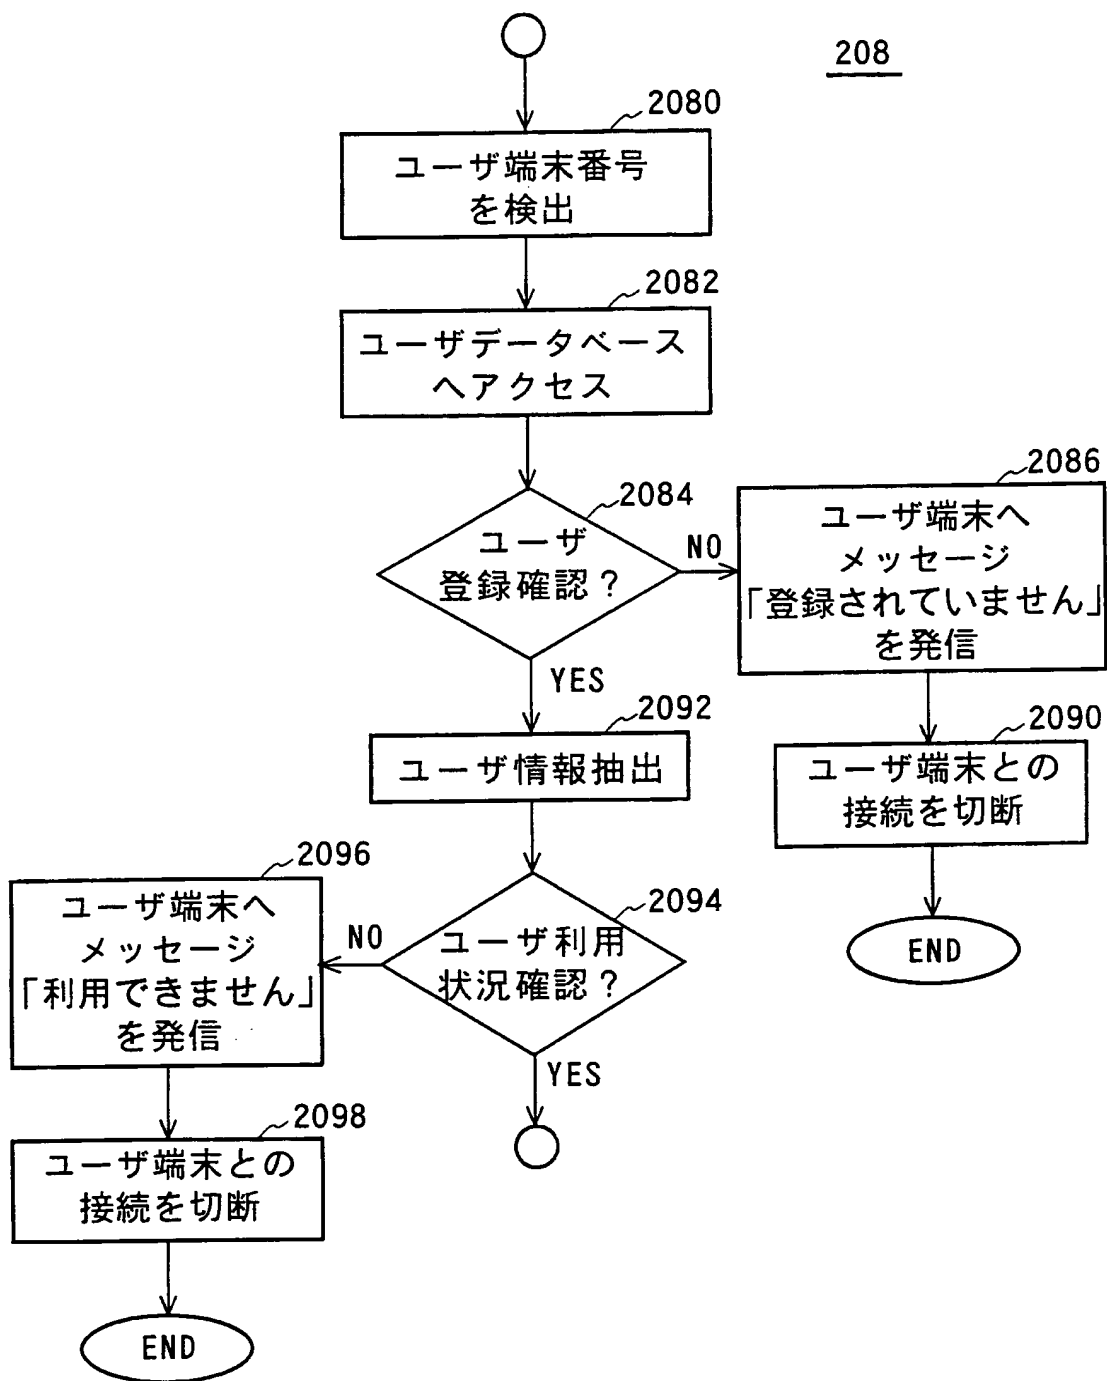 208
2080
ユーザ端末番号
を検出
2082
ユーザデータベース
へアクセス
2084
ユーザ
登録確認？
NO
YES
2086
ユーザ端末へ
メッセージ
「登録されていません」
を発信
2090
ユーザ端末との
接続を切断
END
2092
ユーザ情報抽出
2094
ユーザ利用
状況確認？
NO
YES
2096
ユーザ端末へ
メッセージ
「利用できません」
を発信
2098
ユーザ端末との
接続を切断
END